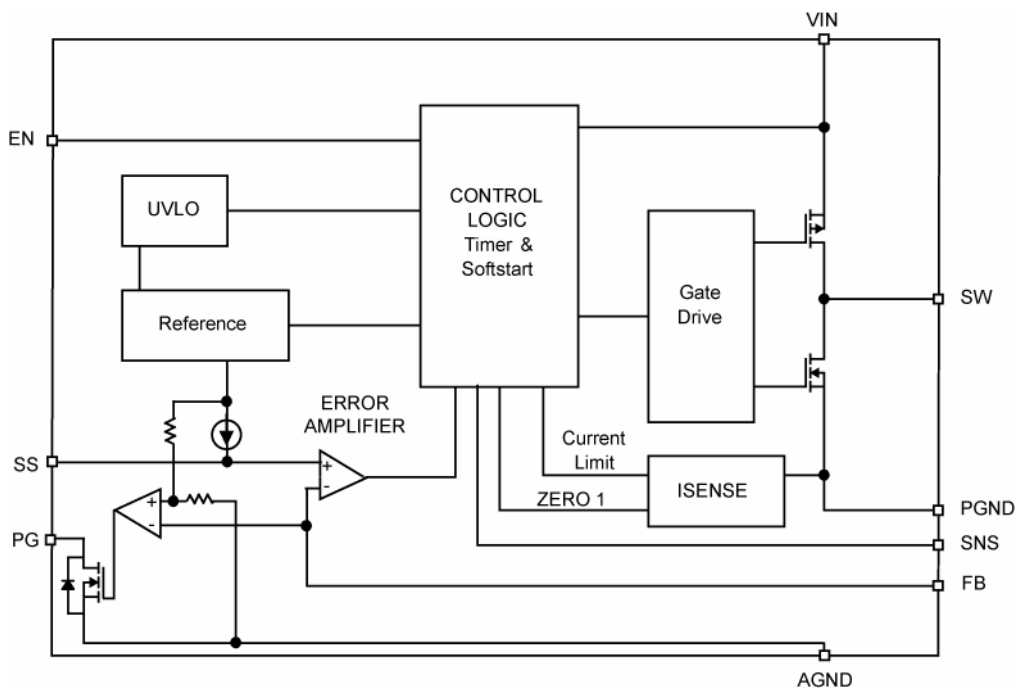 VIN
EN
UVLO
CONTROL
LOGIC
Timer &
Softstart
Reference
Gate
Drive
SW
ERROR
AMPLIFIER
SS
+
-
Current
Limit
ISENSE
ZERO 1
+
-
PG
PGND
SNS
FB
AGND